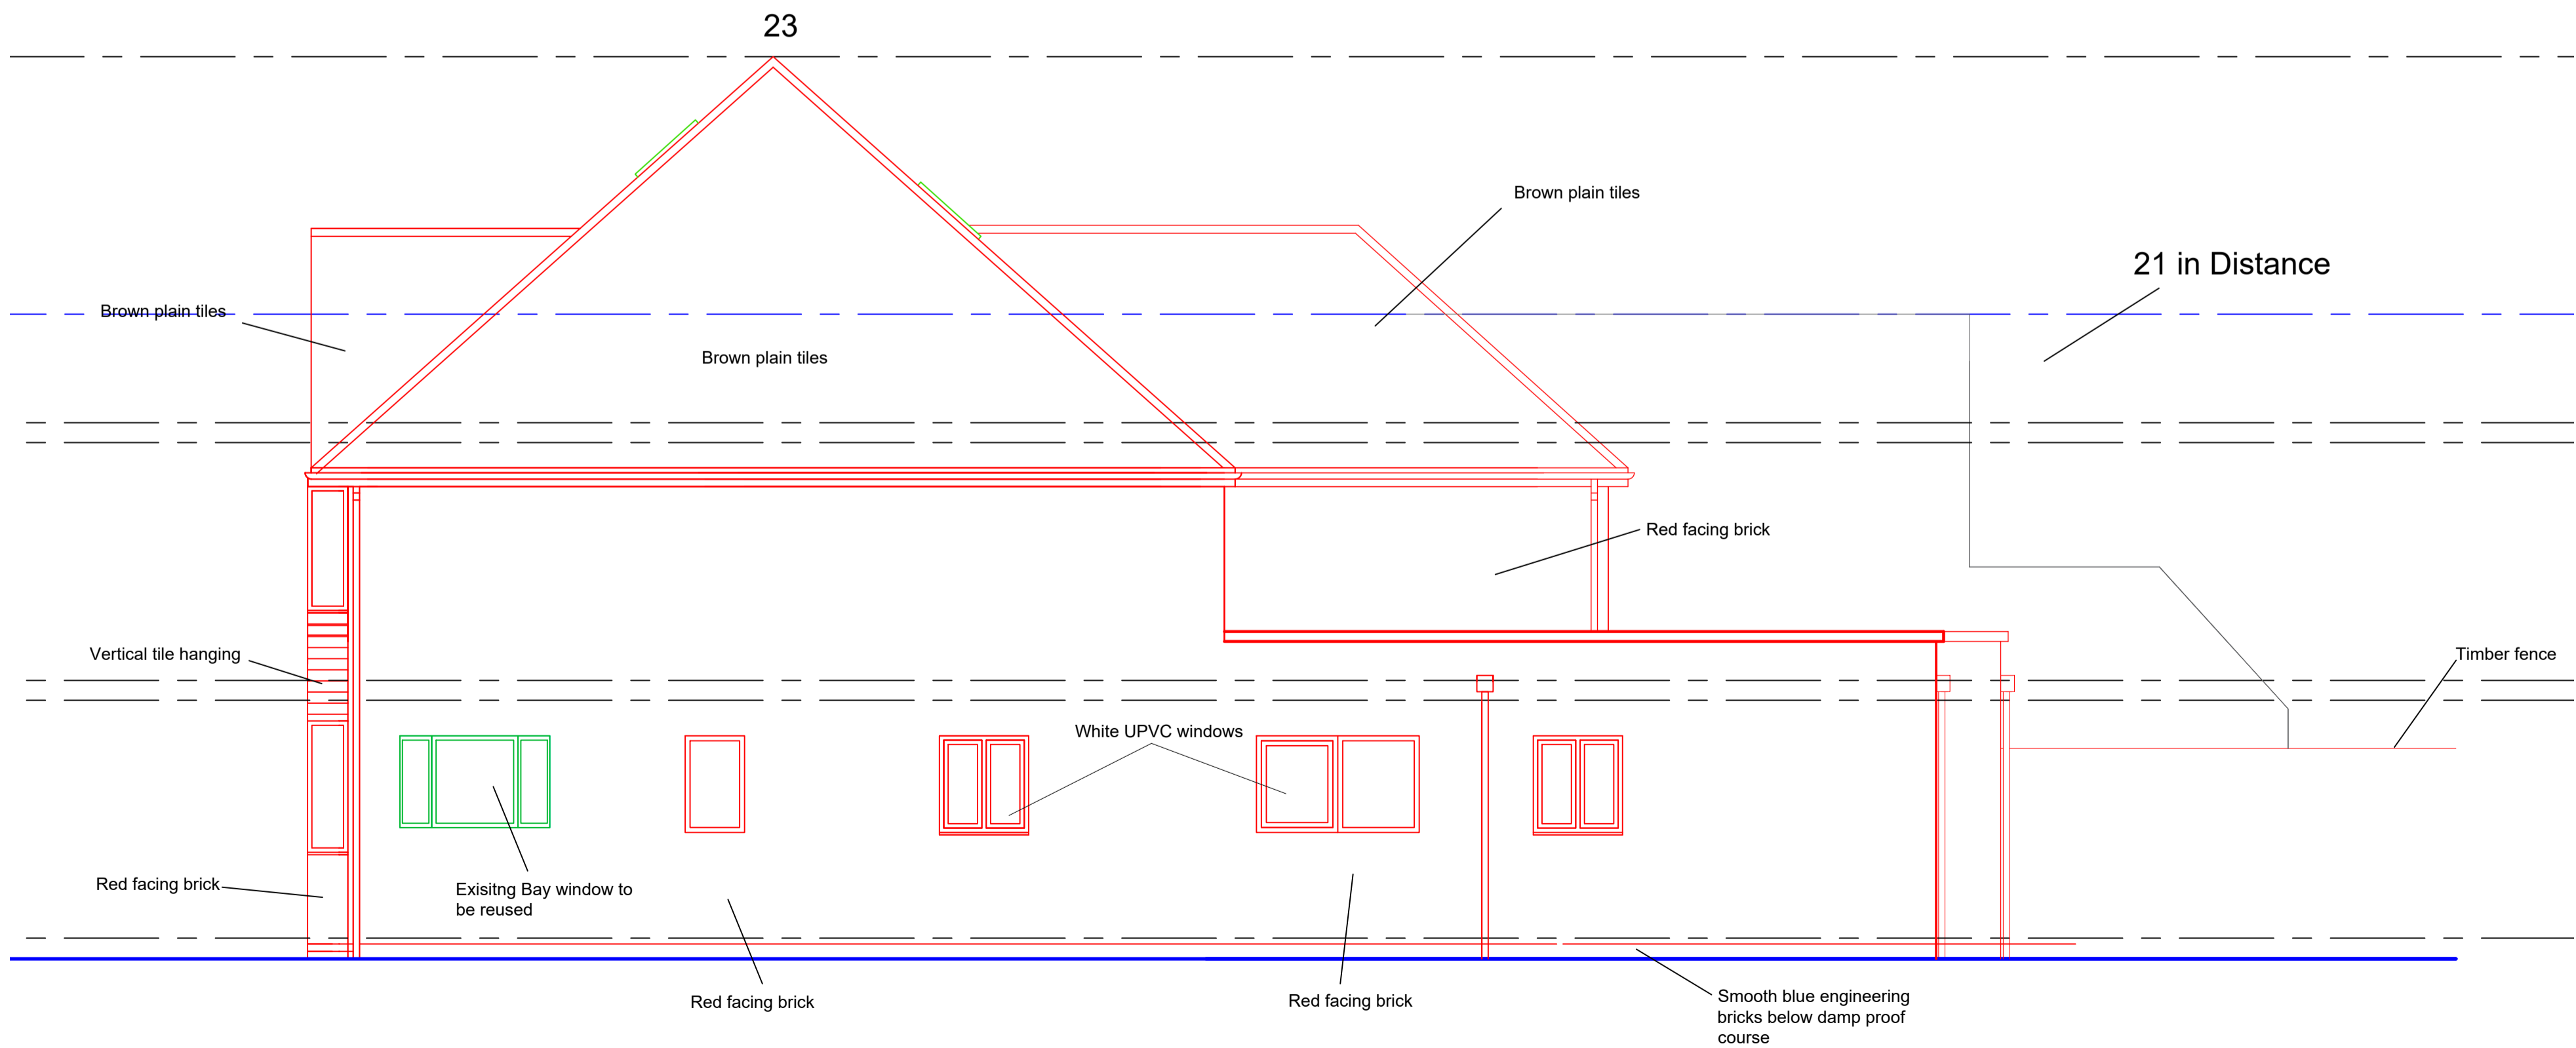 23
Brown plain tiles
21 in Distance
Brown plain tiles
Brown plain tiles
Red facing brick
Vertical tile hanging
Timber fence
White UPVC windows
Red facing brick
Exisitng Bay window to
be reused
Red facing brick
Red facing brick
Smooth blue engineering
bricks below damp proof
course